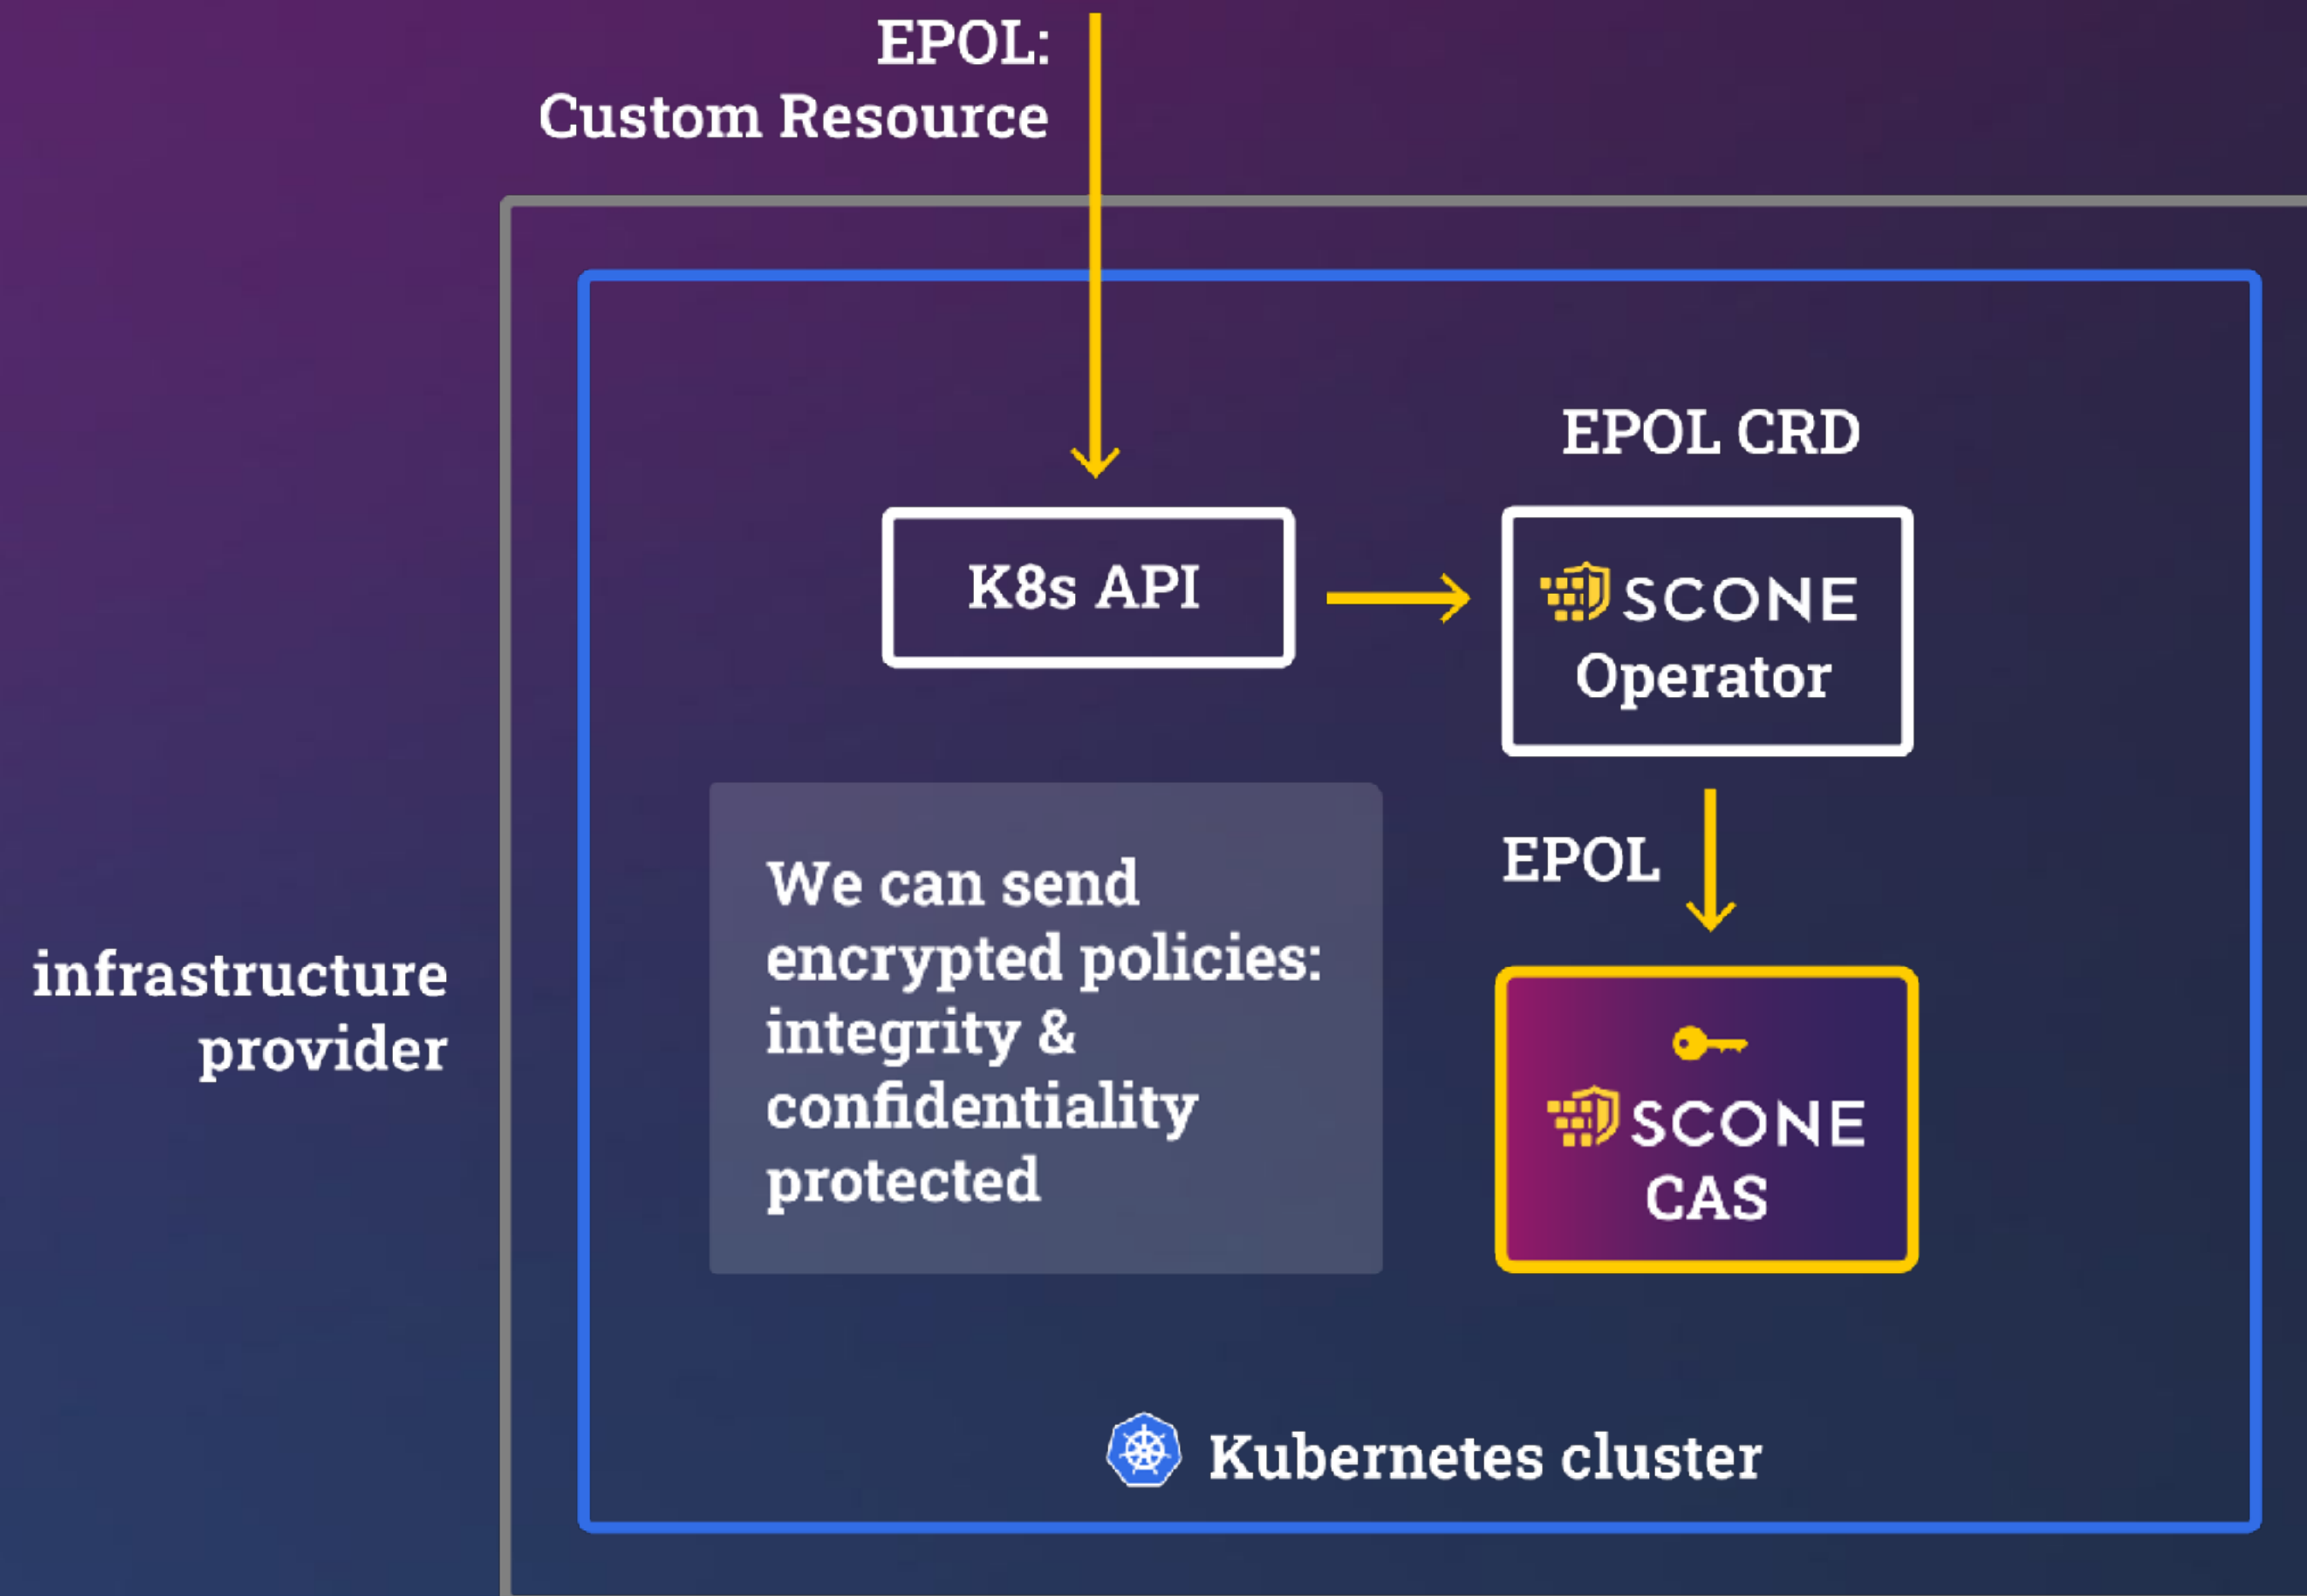 EPOL:
Custom Resource
EPOL CRD
K8s API
SCONE
Operator
We can send
encrypted policies:
integrity &
confidentiality
protected
EPOL
infrastructure
provider
SCONE
CAS
Kubernetes cluster